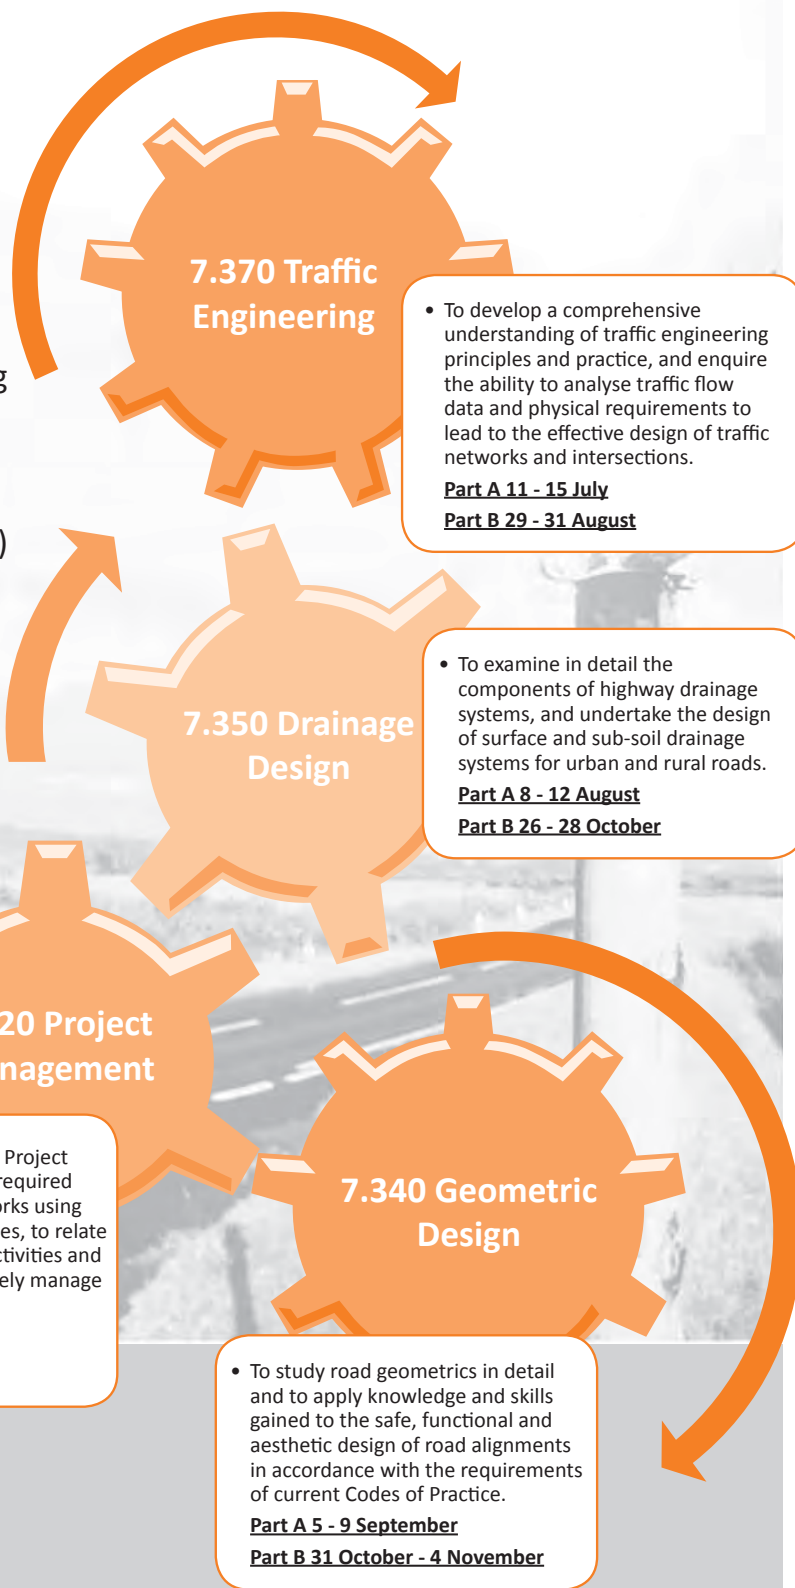 7.370 Traffic
Engineering
• To develop a comprehensive
understanding of traffic engineering
principles and practice, and enquire
the ability to analyse traffic flow
data and physical requirements to
lead to the effective design of traffic
networks and intersections.
Part A 11 - 15 July
Part B 29 - 31 August
g
)
7.350 Drainage
Design
• To examine in detail the
components of highway drainage
systems, and undertake the design
of surface and sub-soil drainage
systems for urban and rural roads.
Part A 8 - 12 August
Part B 26 - 28 October
20 Project
nagement
Project
required
orks using
es, to relate
ctivities and
ely manage
7.340 Geometric
Design
• To study road geometrics in detail
and to apply knowledge and skills
gained to the safe, functional and
aesthetic design of road alignments
in accordance with the requirements
of current Codes of Practice.
Part A 5 - 9 September
Part B 31 October - 4 November